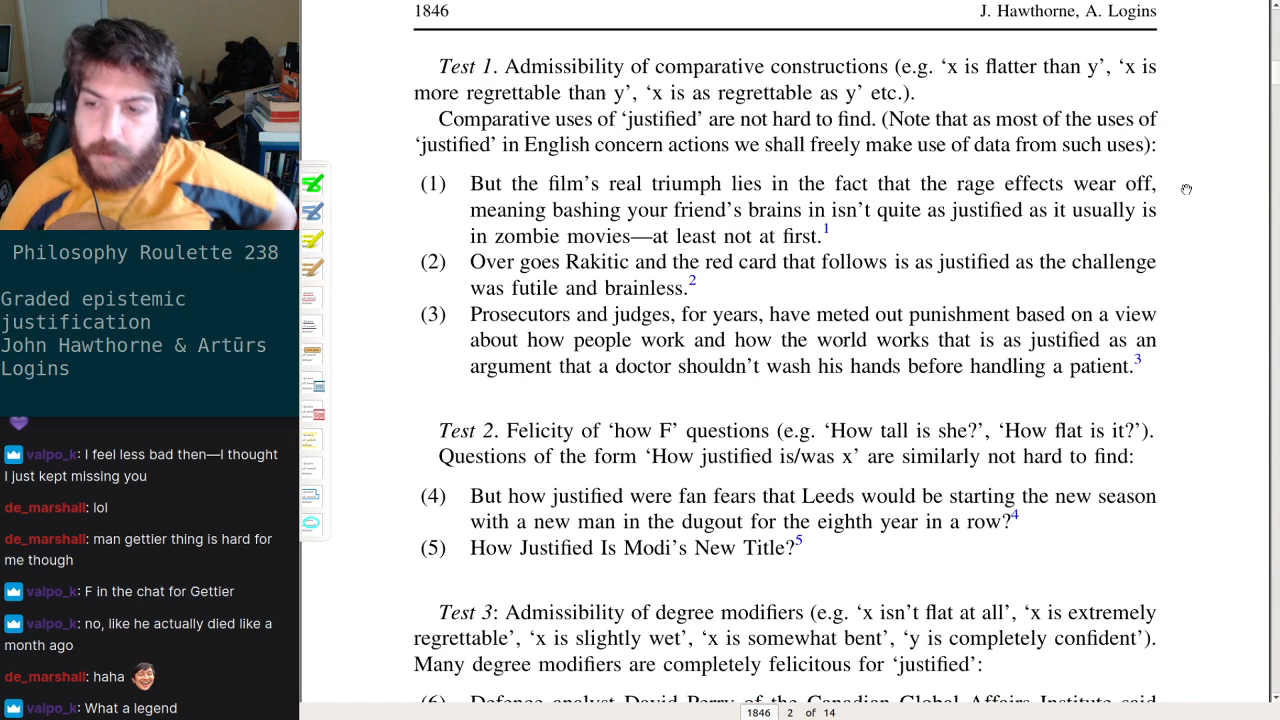 1846
J. Hawthorne, A. Logins
Test 1. Admissibility of comparative constructions (e.g. ‘x is flatter than y’, ‘x is
more regrettable than y’, ‘x is as regrettable as y’ etc.).
Comparative uses of ‘justified’ are not hard to find. (Note that as most of the uses of
‘justified’ in English concern actions we shall freely make use of data from such uses):
(1) But the film’s real triumph lies in the fact that the rage effects wear off,
meaning bashing your friend’s brains in isn’t quite as justified as it usually is
in zombie movies—at least not at first.1
(2) Over goes Rakitic and the red card that follows is as justified as the challenge
was futile and brainless.2
(3) Prosecutors and judges, for years, have meted out punishment based on a view
about how people work and how the world works that is as justified as an
argument that a doctor shouldn’t wash his hands before handling a patient.3
Test 2. Felicity of ‘how F’ questions (e.g. ‘How tall is she?’, ‘How flat is it?’).
Questions of the form ‘How justified is/was x’ are similarly not hard to find:
(4) But how justified were fan fears that Leeds would be starting the new season
with a new man in the dugout for the eighth year in a row?4
(5) How Justified Is Modi’s New Title?5
Test 3: Admissibility of degree modifiers (e.g. ‘x isn’t flat at all’, ‘x is extremely
regrettable’, ‘x is slightly wet’, ‘x is somewhat bent’, ‘y is completely confident’).
Many degree modifiers are completely felicitous for ‘justified’:
(6) Defence analyst David Perry of the Canadian Global Affairs Institute said
1846 2 of 14
Philosophy Roulette 238
Graded epistemic
justification
John Hawthorne & Artūrs
Logins
valpo_k: I feel less bad then—I thought
I just kept missing you
de_marshall: lol
de_marshall: man gettier thing is hard for
me though
valpo_k: F in the chat for Gettier
valpo_k: no, like he actually died like a
month ago
de_marshall: haha
valpo_k: What a legend